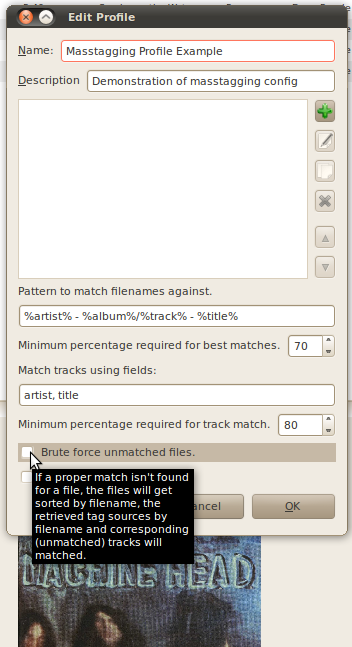 Edit Profile
Name: Masstagging Profile Example
Description Demonstration of masstagging config
Pattern to match filenames against.
%artist% - %album%/%track% - %title%
Minimum percentage required for best matches. 70
Match tracks using fields:
artist, title
Minimum percentage required for track match. 80
Brute force unmatched files.
If a proper match isn't found
for a file, the files will get
sorted by filename, the
retrieved tag sources by
filename and corresponding
(unmatched) tracks will
matched.
ancel OK
MACHINE HEAD